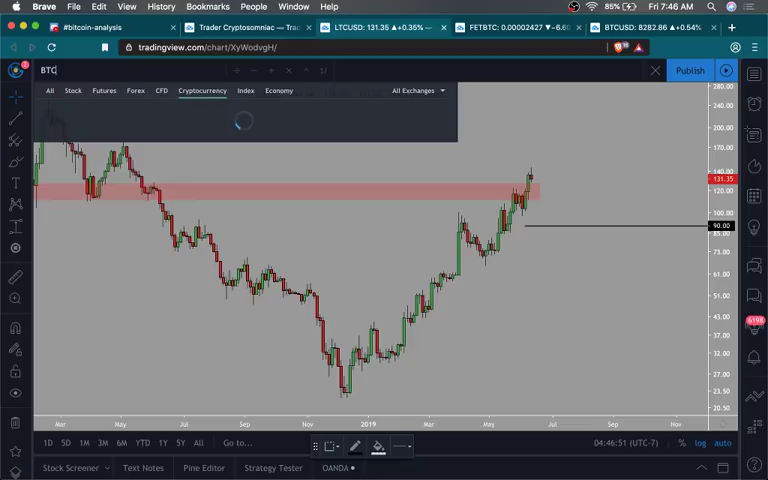 Brave File Edit View History Bookmarks People Window Help 85% Fri 7:46 AM
#bitcoin-analysis Trader Cryptosomniac — Tra LTCUSD: 131.35 ▲+0.35% — FETBTC: 0.00002427 ▼−6.69 BTCUSD: 8282.86 ▲+0.54%
tradingview.com/chart/XyWodvgH/
BTC Publish
All Stock Futures Forex CFD Cryptocurrency Index Economy All Exchanges
280.00
240.00
200.00
170.00
140.00
131.35
120.00
100.00
90.00
85.00
73.00
61.00
51.00
43.00
37.00
32.00
27.00
23.50
20.50
6198
Mar May Jul Sep Nov 2019 Mar May Jul Sep Nov
1D 5D 1M 3M 6M YTD 1Y 5Y All Go to... 04:46:51 (UTC-7) % log auto
Stock Screener Text Notes Pine Editor Strategy Tester OANDA